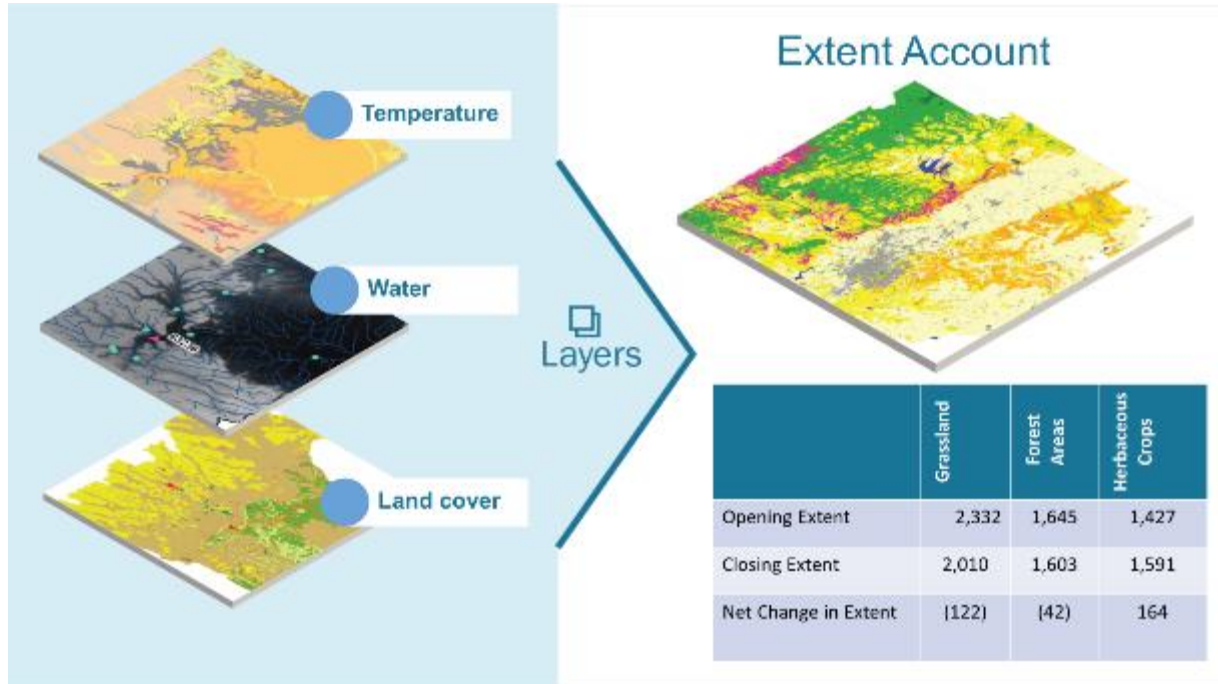 Extent Account
Temperature
Water
Layers
Land cover
Grassland
Forest
Areas
Herbaceous
Crops
Opening Extent 2,332 1,645 1,427
Closing Extent 2,010 1,603 1,591
Net Change in Extent (122) (42) 164